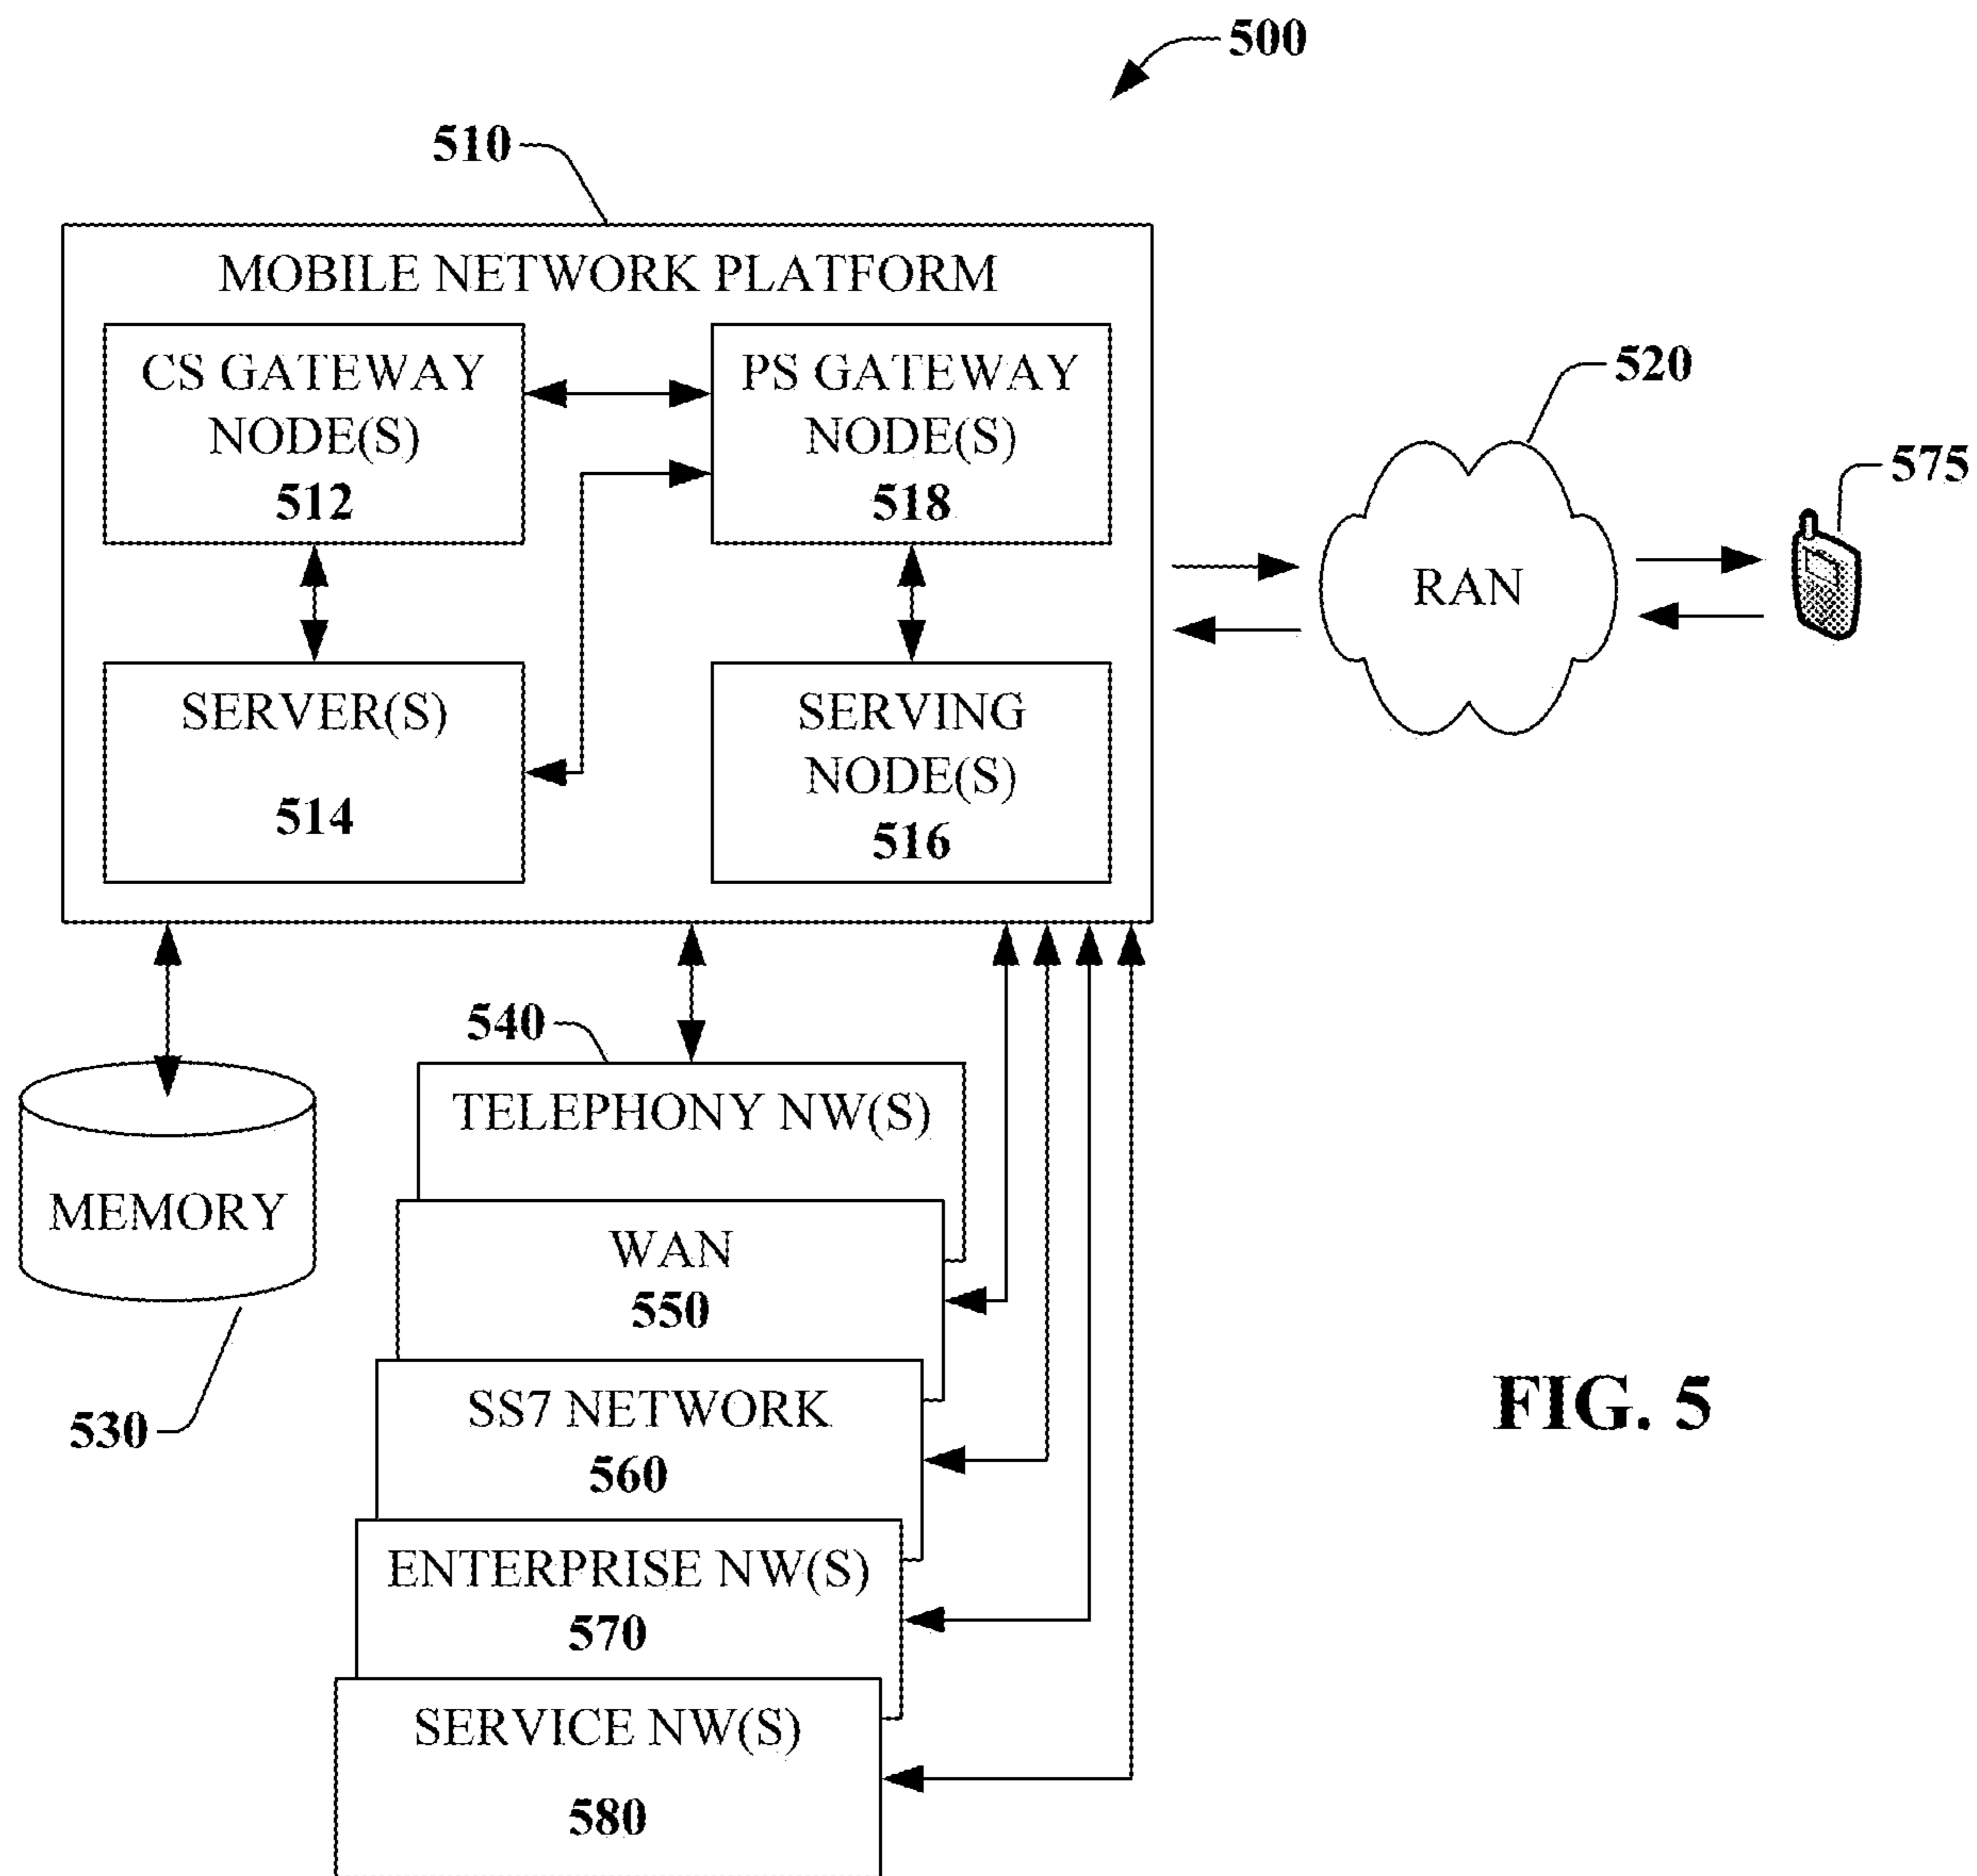 500
510
MOBILE NETWORK PLATFORM
CS GATEWAY
NODE(S)
512
PS GATEWAY
NODE(S)
518
SERVER(S)
514
SERVING
NODE(S)
516
520
RAN
575
540
TELEPHONY NW(S)
MEMORY
530
WAN
550
SS7 NETWORK
560
ENTERPRISE NW(S)
570
SERVICE NW(S)
580
FIG. 5